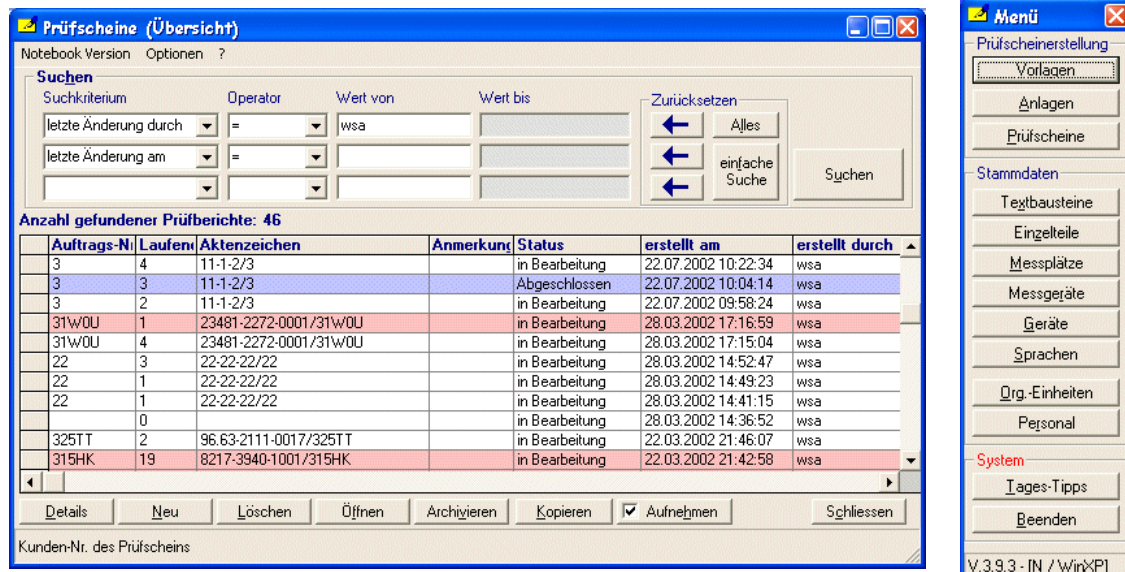 Prüfscheine (Übersicht)
Notebook Version Optionen ?
Suchen
Suchkriterium Operator Wert von Wert bis Zurücksetzen
letzte Änderung durch = wsa Alles
letzte Änderung am = einfache Suche Suchen
Anzahl gefundener Prüfberichte: 46
Auftrags-N Laufen Aktenzeichen Anmerkung Status erstellt am erstellt durch
3 4 11-1-2/3 in Bearbeitung 22.07.2002 10:22:34 wsa
3 3 11-1-2/3 Abgeschlossen 22.07.2002 10:04:14 wsa
3 2 11-1-2/3 in Bearbeitung 22.07.2002 09:58:24 wsa
31W0U 1 23481-2272-0001/31W0U in Bearbeitung 28.03.2002 17:16:59 wsa
31W0U 4 23481-2272-0001/31W0U in Bearbeitung 28.03.2002 17:15:04 wsa
22 3 22-22-22/22 in Bearbeitung 28.03.2002 14:52:47 wsa
22 1 22-22-22/22 in Bearbeitung 28.03.2002 14:49:23 wsa
22 1 22-22-22/22 in Bearbeitung 28.03.2002 14:41:15 wsa
0 in Bearbeitung 28.03.2002 14:36:52 wsa
325TT 2 96.63-2111-0017/325TT in Bearbeitung 22.03.2002 21:46:07 wsa
315HK 19 8217-3940-1001/315HK in Bearbeitung 22.03.2002 21:42:58 wsa
Details Neu Löschen Öffnen Archivieren Kopieren Aufnehmen Schliessen
Kunden-Nr. des Prüfscheins
Menü
Prüfscheinerstellung
Vorlagen
Anlagen
Prüfscheine
Stammdaten
Textbausteine
Einzelteile
Messplätze
Messgeräte
Geräte
Sprachen
Org.-Einheiten
Personal
System
Tages-Tipps
Beenden
V.3.9.3 - [N / WinXP]